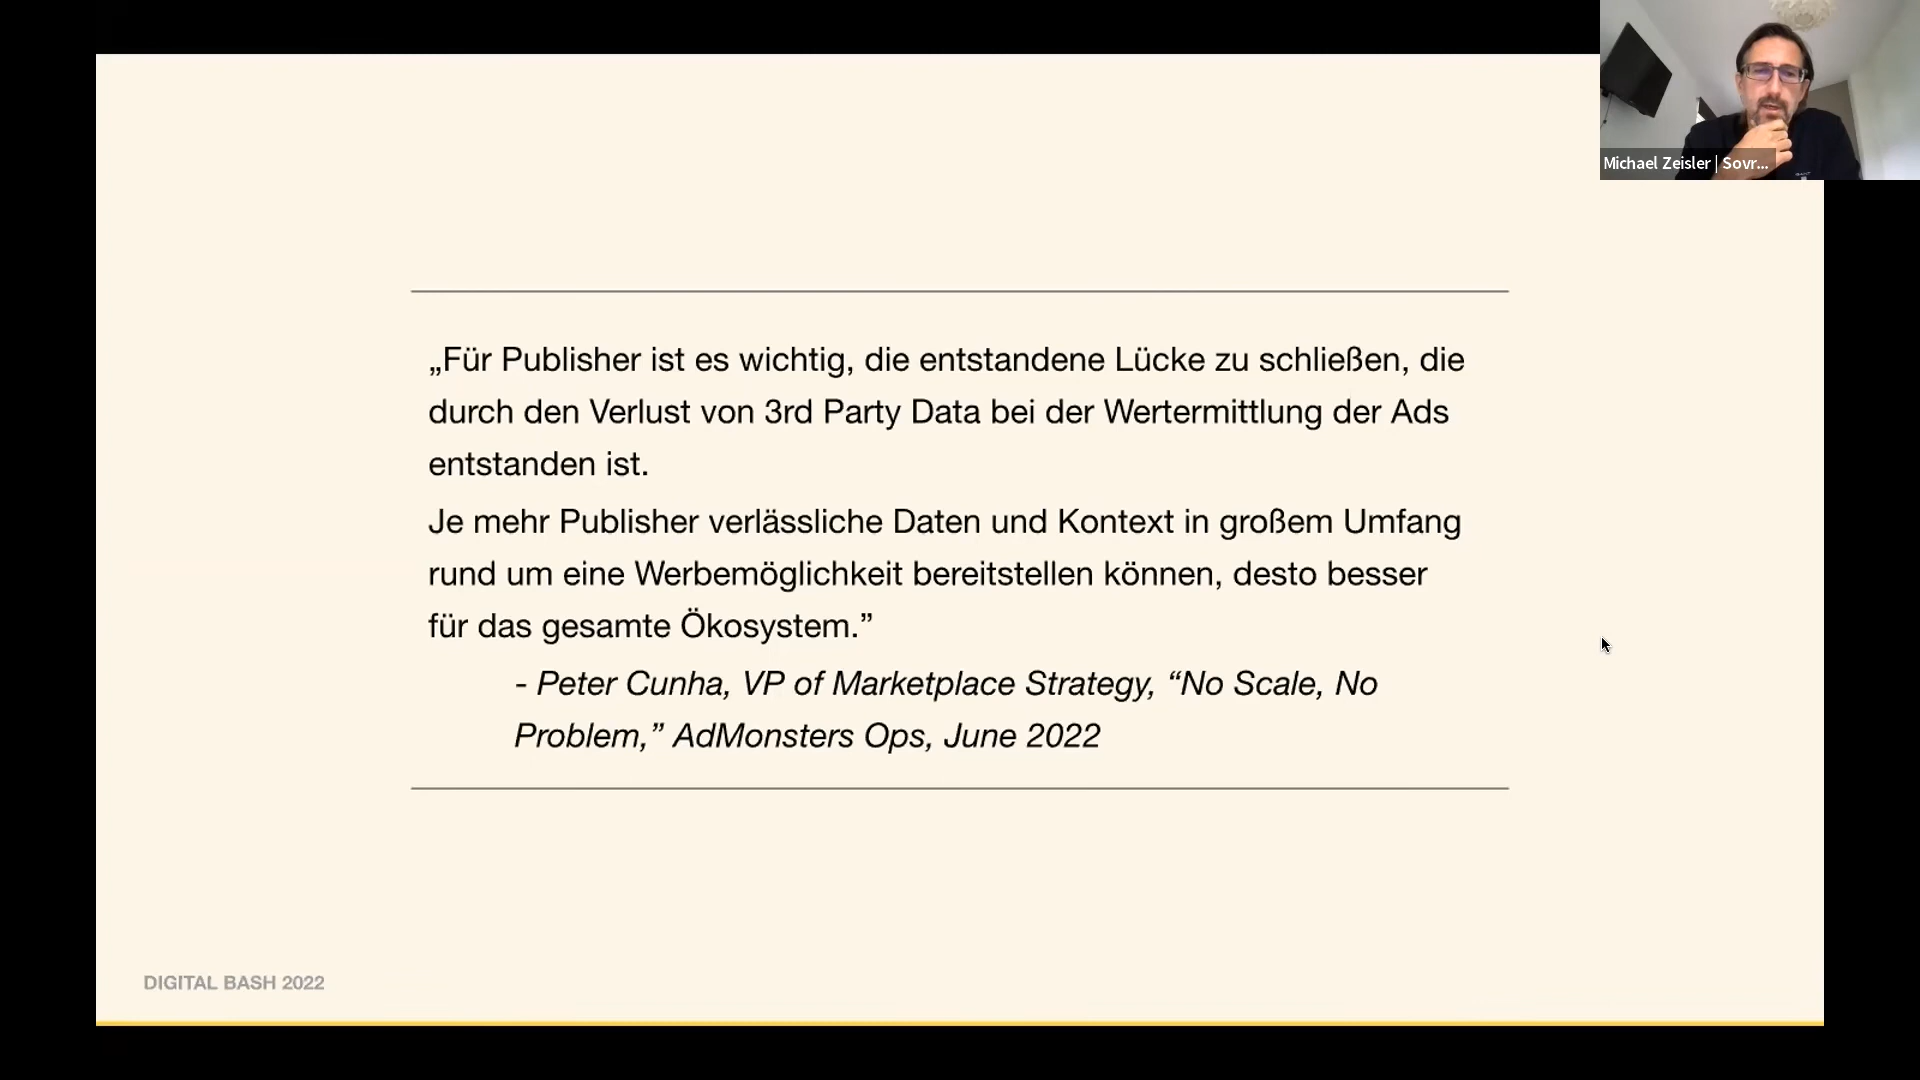 Michael Zeisler | Sovr...
„Für Publisher ist es wichtig, die entstandene Lücke zu schließen, die
durch den Verlust von 3rd Party Data bei der Wertermittlung der Ads
entstanden ist.
Je mehr Publisher verlässliche Daten und Kontext in großem Umfang
rund um eine Werbemöglichkeit bereitstellen können, desto besser
für das gesamte Ökosystem.”
- Peter Cunha, VP of Marketplace Strategy, “No Scale, No
Problem,” AdMonsters Ops, June 2022
DIGITAL BASH 2022